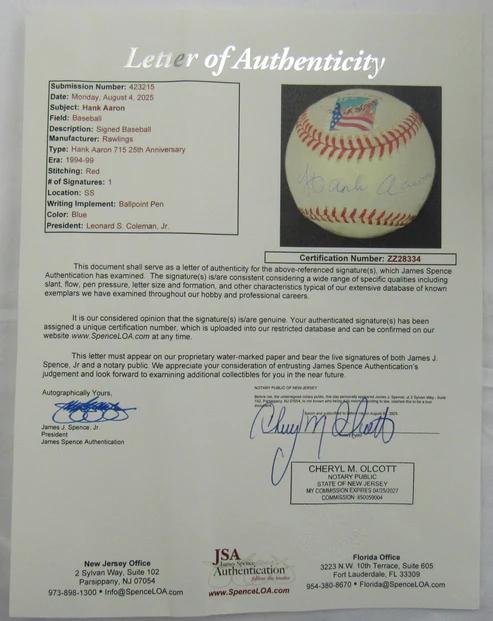 Letter of Authenticity
Submission Number: 423215
Date: Monday, August 4, 2025
Subject: Hank Aaron
Field: Baseball
Description: Signed Baseball
Manufacturer: Rawlings
Type: Hank Aaron 715 25th Anniversary
Era: 1994-99
Stitching: Red
# of Signatures: 1
Location: SS
Writing Implement: Ballpoint Pen
Color: Blue
President: Leonard S. Coleman, Jr.
Hank Aaron
Certification Number: ZZ28334
This document shall serve as a letter of authenticity for the above-referenced signature(s), which James Spence
Authentication has examined. The signature(s) is/are consistent considering a wide range of specific qualities including
slant, flow, pen pressure, letter size and formation, and other characteristics typical of our extensive database of known
exemplars we have examined throughout our hobby and professional careers.
It is our considered opinion that the signature(s) is/are genuine. Your authenticated signature(s) has been
assigned a unique certification number, which is uploaded into our restricted database and can be confirmed on our
website www.SpenceLOA.com at any time.
This letter must appear on our proprietary water-marked paper and bear the live signatures of both James J.
Spence, Jr and a notary public. We appreciate your consideration of entrusting James Spence Authentication's
judgement and look forward to examining additional collectibles for you in the near future.
Autographically Yours,
James J. Spence, Jr.
President
James Spence Authentication
NOTARY PUBLIC OF NEW JERSEY
Cheryl M Olcott
CHERYL M. OLCOTT
NOTARY PUBLIC
STATE OF NEW JERSEY
MY COMMISSION EXPIRES 04/25/2027
COMMISSION: #50059004
New Jersey Office
2 Sylvan Way, Suite 102
Parsippany, NJ 07054
973-898-1300 • Info@SpenceLOA.com
JSA
James Spence
Authentication
follow the leader
www.SpenceLOA.com
Florida Office
3223 N.W. 10th Terrace, Suite 605
Fort Lauderdale, FL 33309
954-380-8670 • Florida@SpenceLOA.com